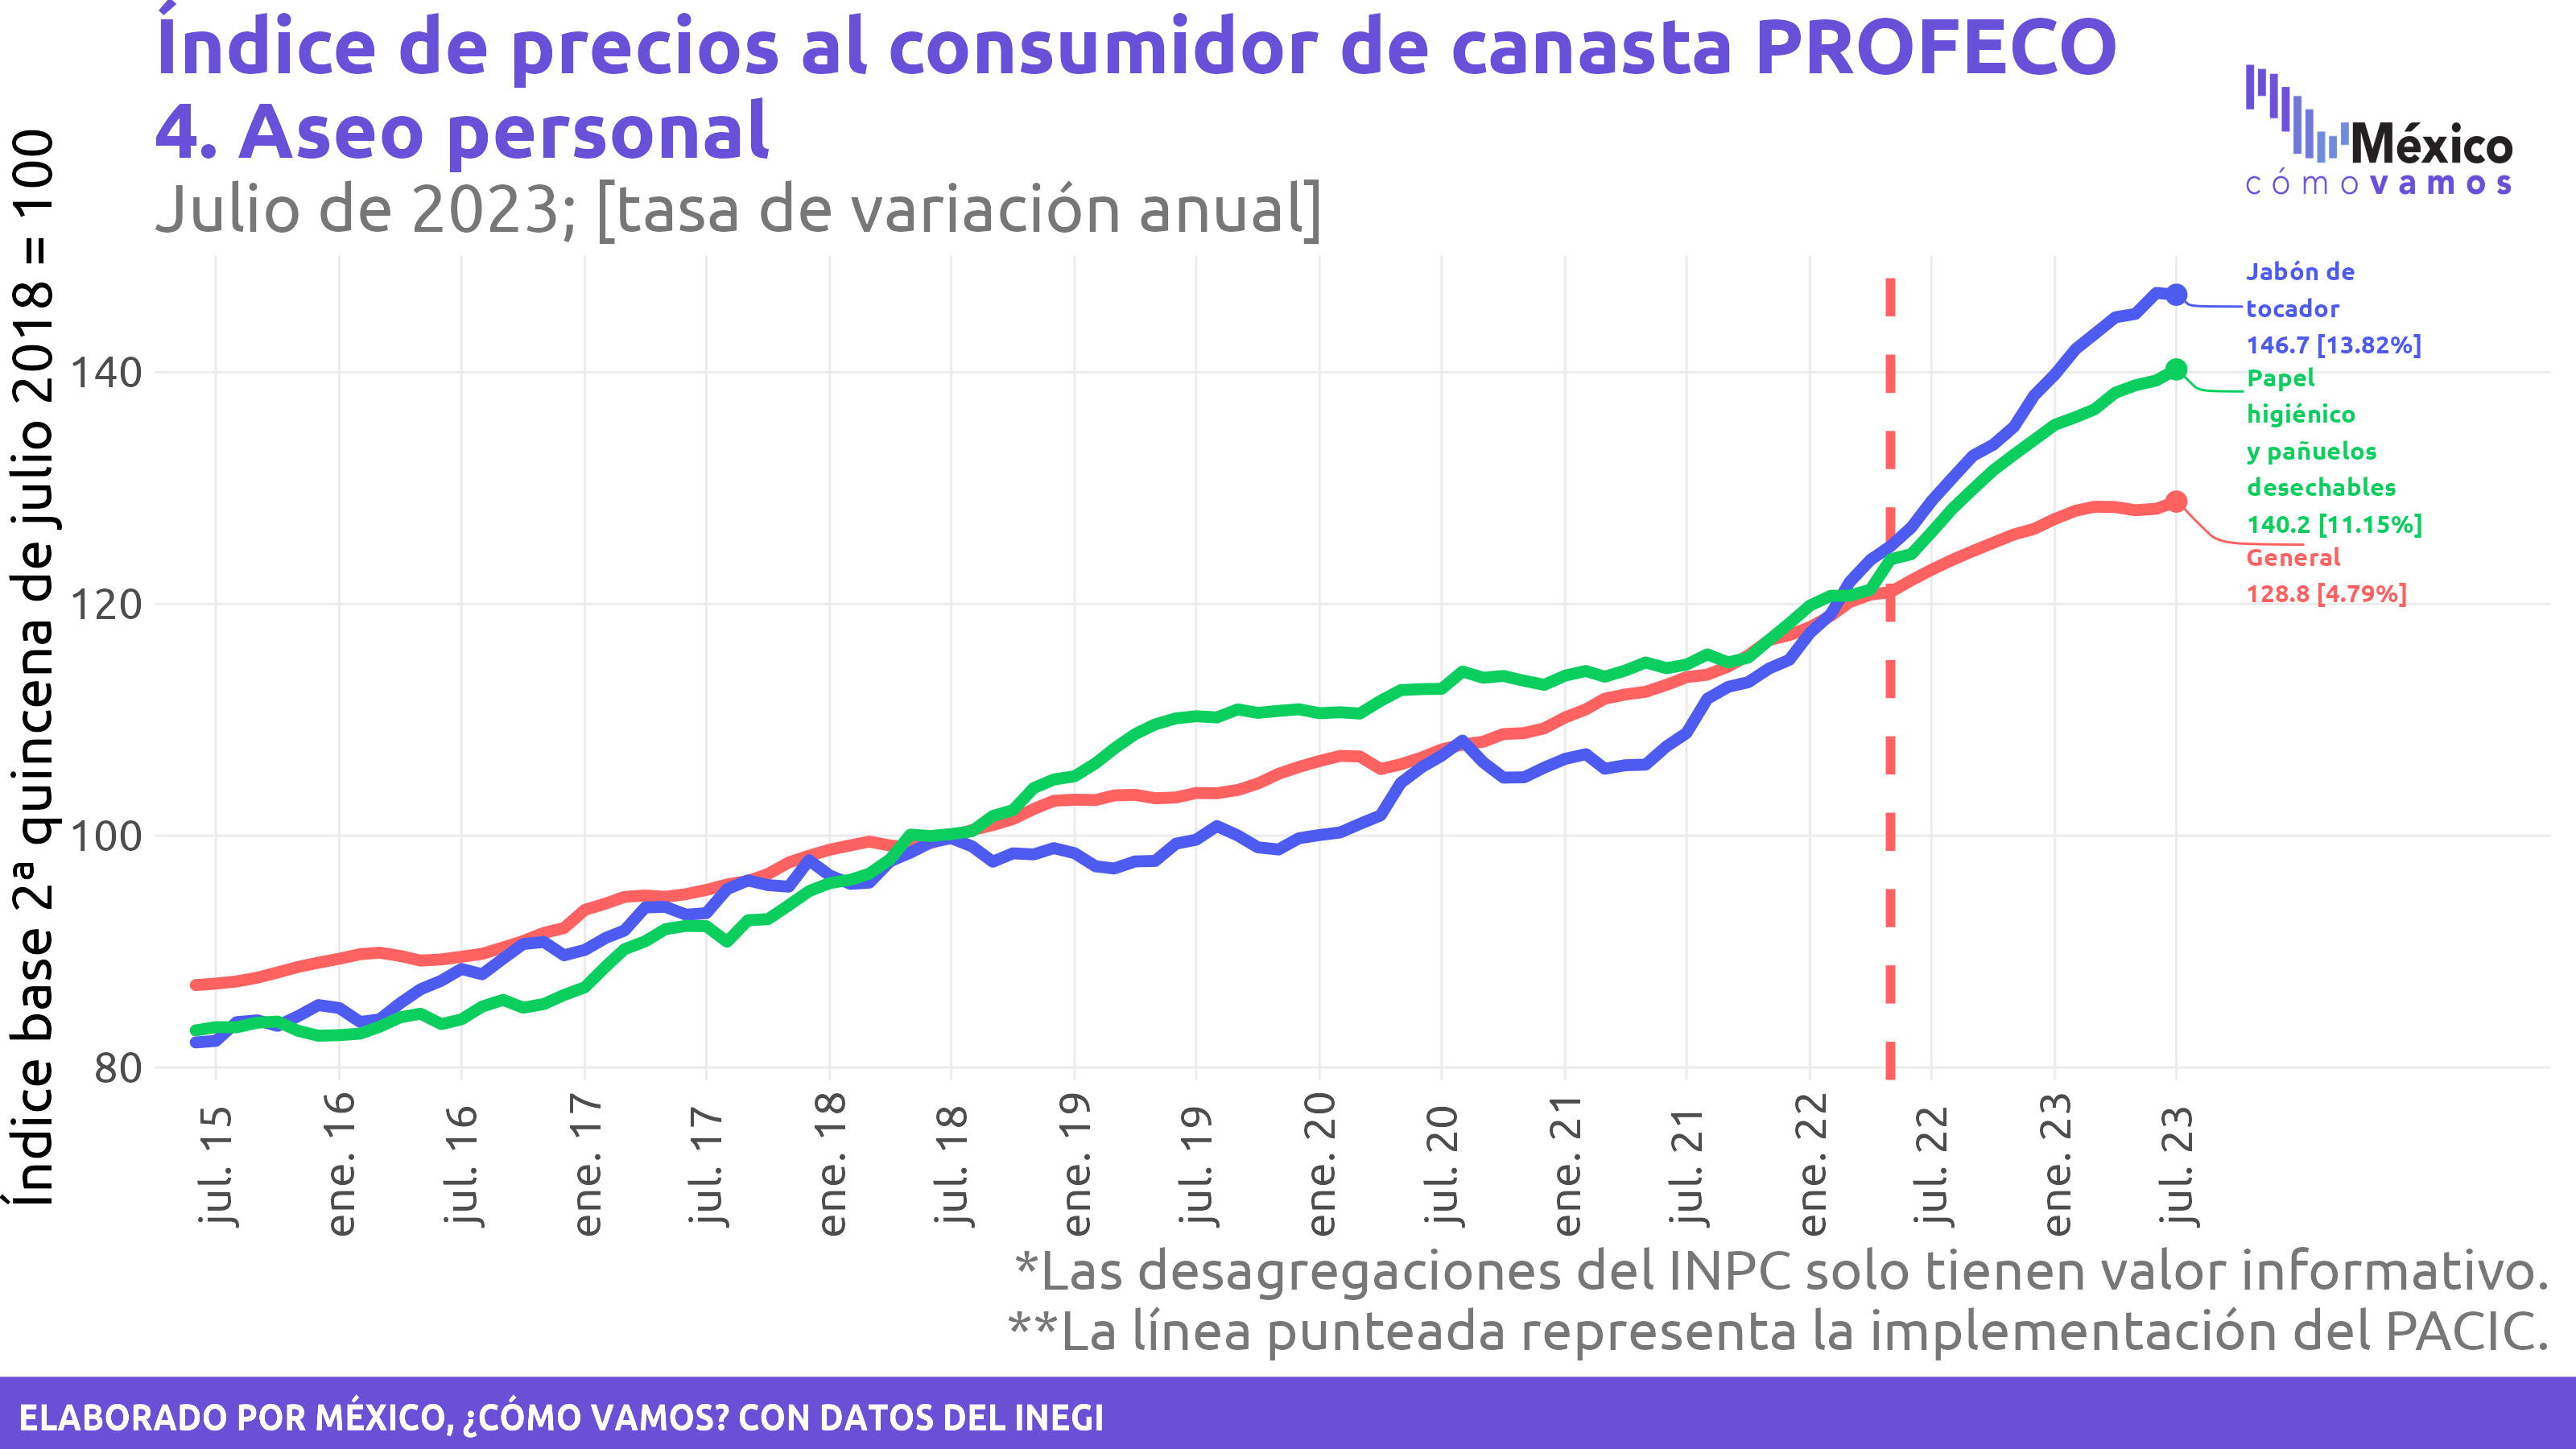 Índice de precios al consumidor de canasta PROFECO
4. Aseo personal
Julio de 2023; [tasa de variación anual]
México
cómo vamos
Índice base 2ª quincena de julio 2018 = 100
140
120
100
80
Jabón de
tocador
146.7 [13.82%]
Papel
higiénico
y pañuelos
desechables
140.2 [11.15%]
General
128.8 [4.79%]
jul. 15
ene. 16
jul. 16
ene. 17
jul. 17
ene. 18
jul. 18
ene. 19
jul. 19
ene. 20
jul. 20
ene. 21
jul. 21
ene. 22
jul. 22
ene. 23
jul. 23
*Las desagregaciones del INPC solo tienen valor informativo.
**La línea punteada representa la implementación del PACIC.
ELABORADO POR MÉXICO, ¿CÓMO VAMOS? CON DATOS DEL INEGI